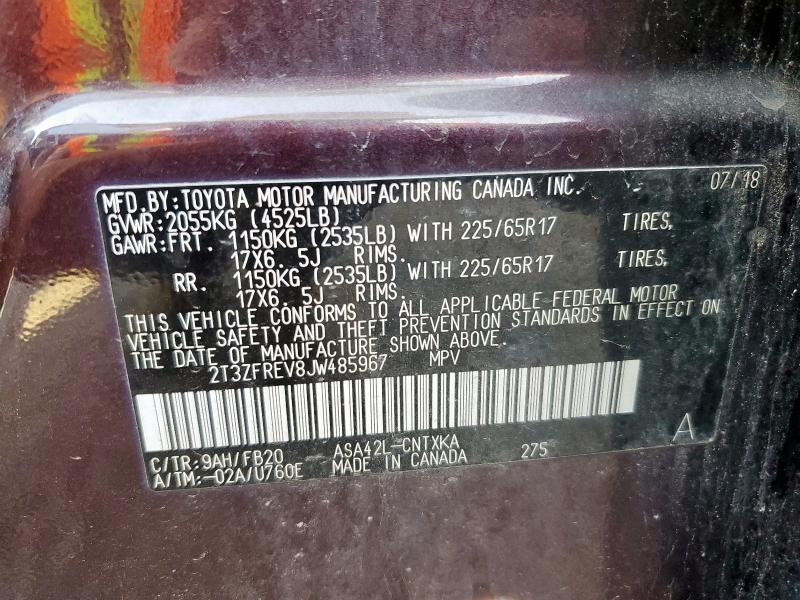 MFD.BY:TOYOTA MOTOR MANUFACTURING CANADA INC. 07/18
GVWR:2055KG (4525LB)
GAWR:FRT. 1150KG (2535LB) WITH 225/65R17 TIRES,
17X6. 5J RIMS.
RR. 1150KG (2535LB) WITH 225/65R17 TIRES,
17X6. 5J RIMS.
THIS VEHICLE CONFORMS TO ALL APPLICABLE FEDERAL MOTOR
VEHICLE SAFETY AND THEFT PREVENTION STANDARDS IN EFFECT ON
THE DATE OF MANUFACTURE SHOWN ABOVE.
2T3ZFREV8JW485967 MPV
A
C/TR:9AH/FB20 ASA42L-CNTXKA 275
A/TM:-02A/U760E MADE IN CANADA